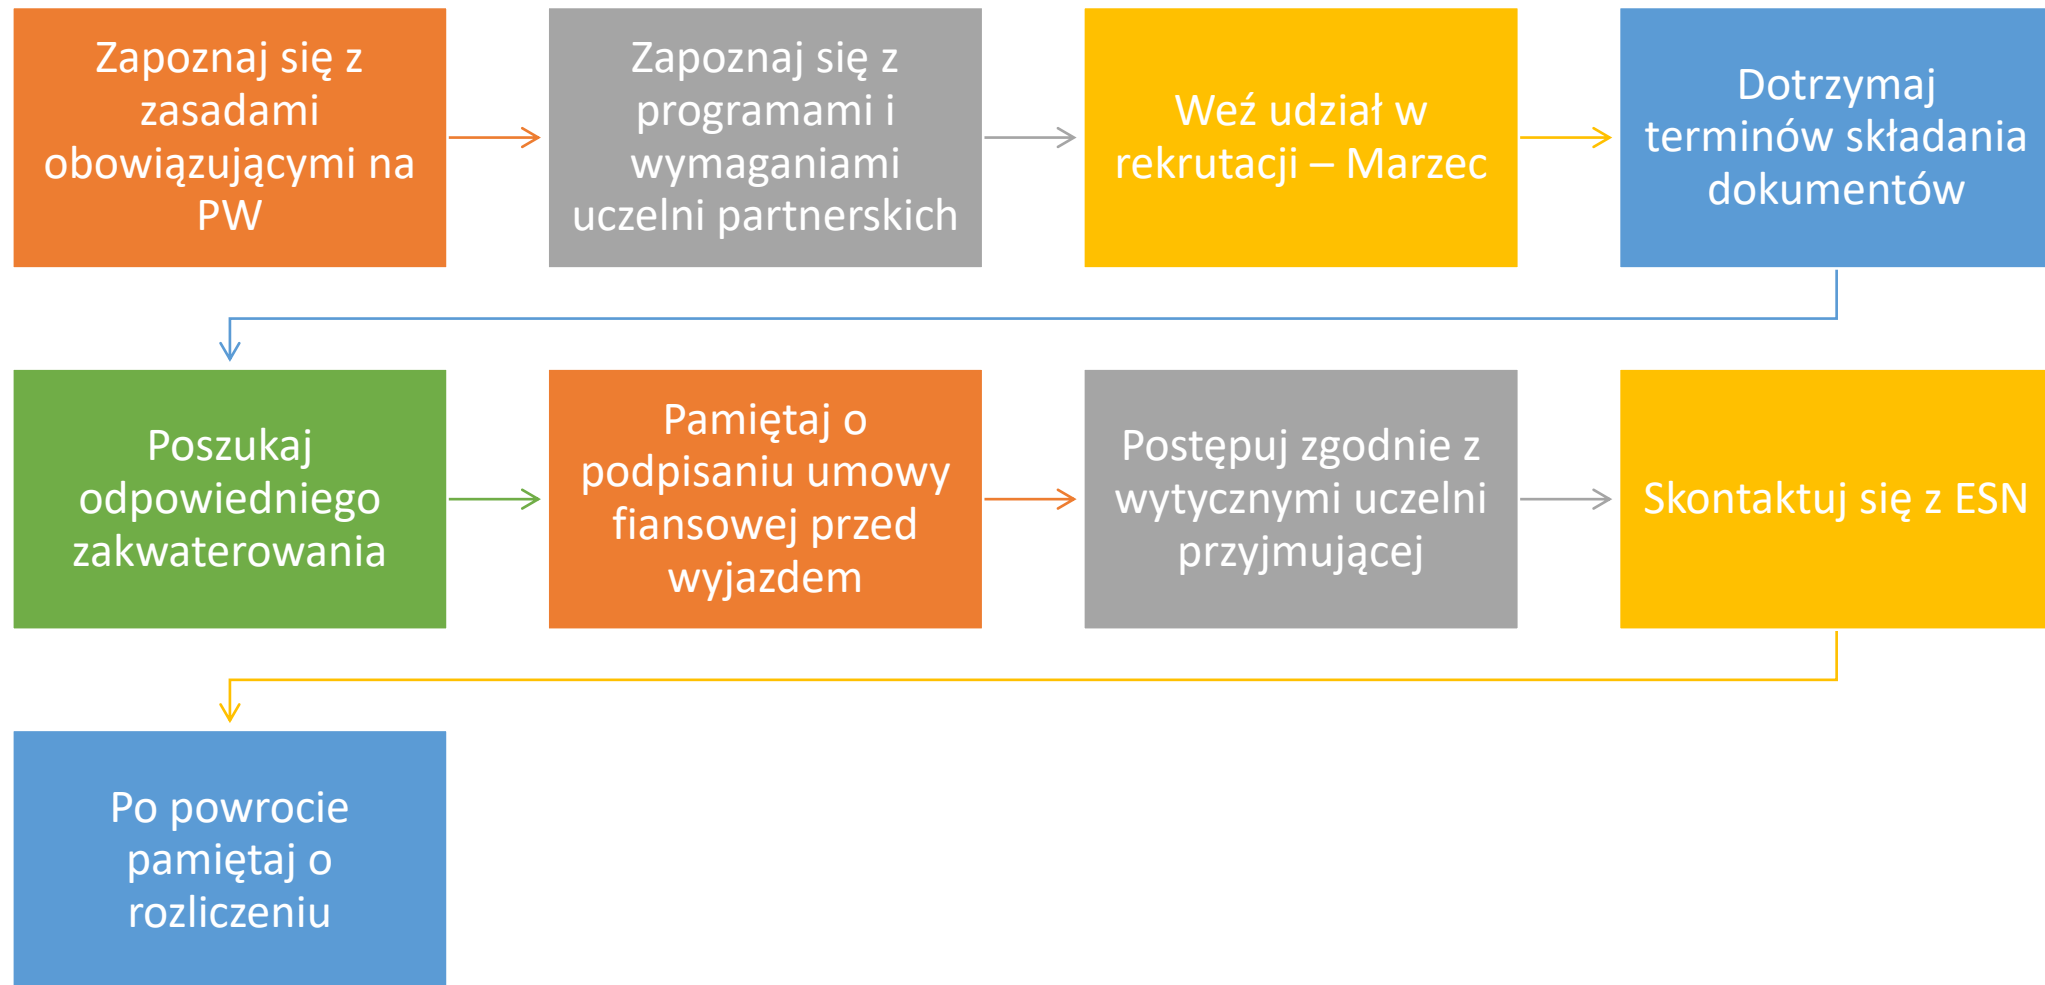 Zapoznaj się z
zasadami
obowiązującymi na
PW
Zapoznaj się z
programami i
wymaganiami
uczelni partnerskich
Weź udział w
rekrutacji – Marzec
Dotrzymaj
terminów składania
dokumentów
Poszukaj
odpowiedniego
zakwaterowania
Pamiętaj o
podpisaniu umowy
fiansowej przed
wyjazdem
Postępuj zgodnie z
wytycznymi uczelni
przyjmującej
Skontaktuj się z ESN
Po powrocie
pamiętaj o
rozliczeniu